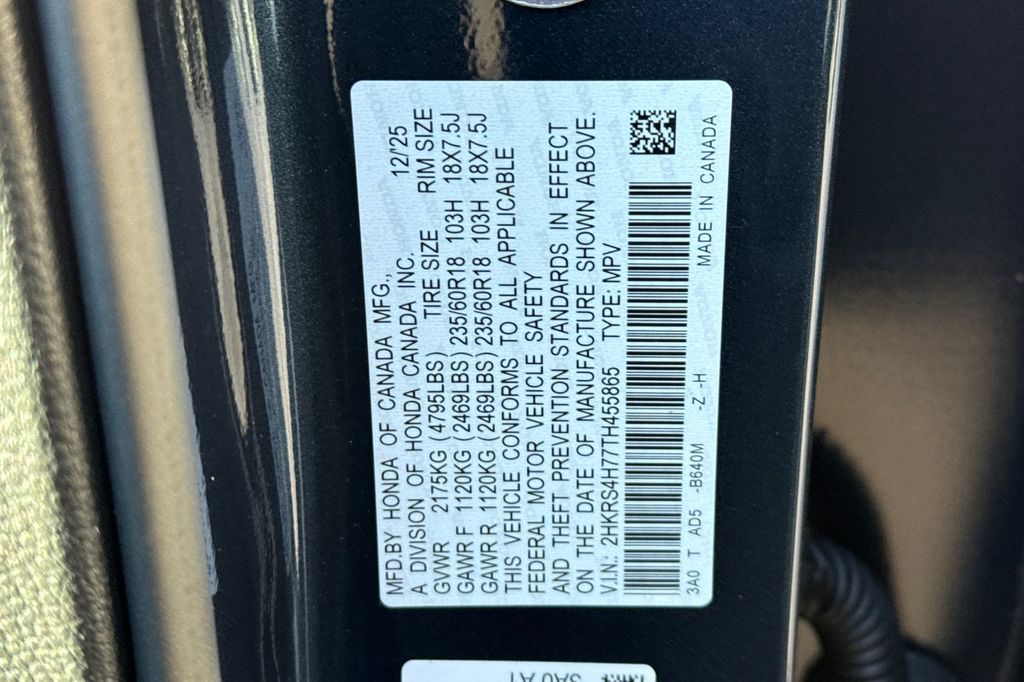 MFD.BY HONDA OF CANADA MFG.,
A DIVISION OF HONDA CANADA INC. 12/'25
GVWR 2175KG (4795LBS) TIRE SIZE RIM SIZE
GAWR F 1120KG (2469LBS) 235/60R18 103H 18X7.5J
GAWR R 1120KG (2469LBS) 235/60R18 103H 18X7.5J
THIS VEHICLE CONFORMS TO ALL APPLICABLE
FEDERAL MOTOR VEHICLE SAFETY
AND THEFT PREVENTION STANDARDS IN EFFECT
ON THE DATE OF MANUFACTURE SHOWN ABOVE.
V.I.N.: 2HKRS4H77TH455865 TYPE: MPV
3A0 T AD5 -B640M -Z -H MADE IN CANADA